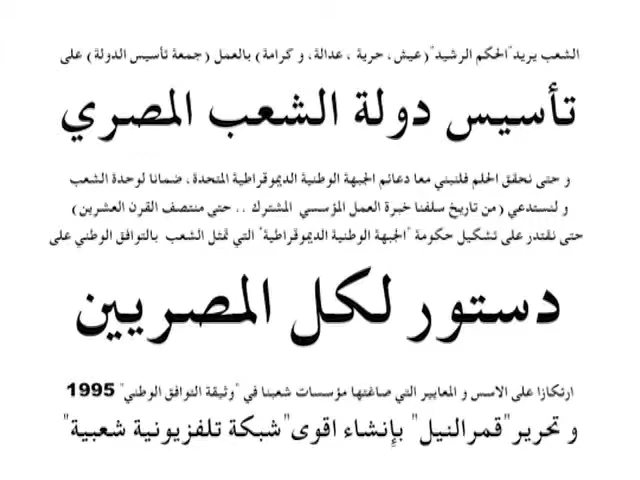 الشعب يريد"الحكم الرشيد"(عيش، حرية ، عدالة، و كرامة) بالعمل (جمعة تأسيس الدولة) على
تأسيس دولة الشعب المصري
و حتى نحقق الحلم فلنبني معا دعائم الجبهة الوطنية الديموقراطية المتحدة، ضمانا لوحدة الشعب
و لنستدعي (من تاريخ سلفنا خبرة العمل المؤسسي المشترك .. حتى منتصف القرن العشرين)
حتى نقتدر على تشكيل حكومة "الجبهة الوطنية الديموقراطية" التي تمثل الشعب بالتوافق الوطني على
دستور لكل المصريين
ارتكازا على الاسس و المعايير التي صاغتها مؤسسات شعبنا في "وثيقة التوافق الوطني" 1995
و تحرير"قمرالنيل" بإنشاء اقوى"شبكة تلفزيونية شعبية"